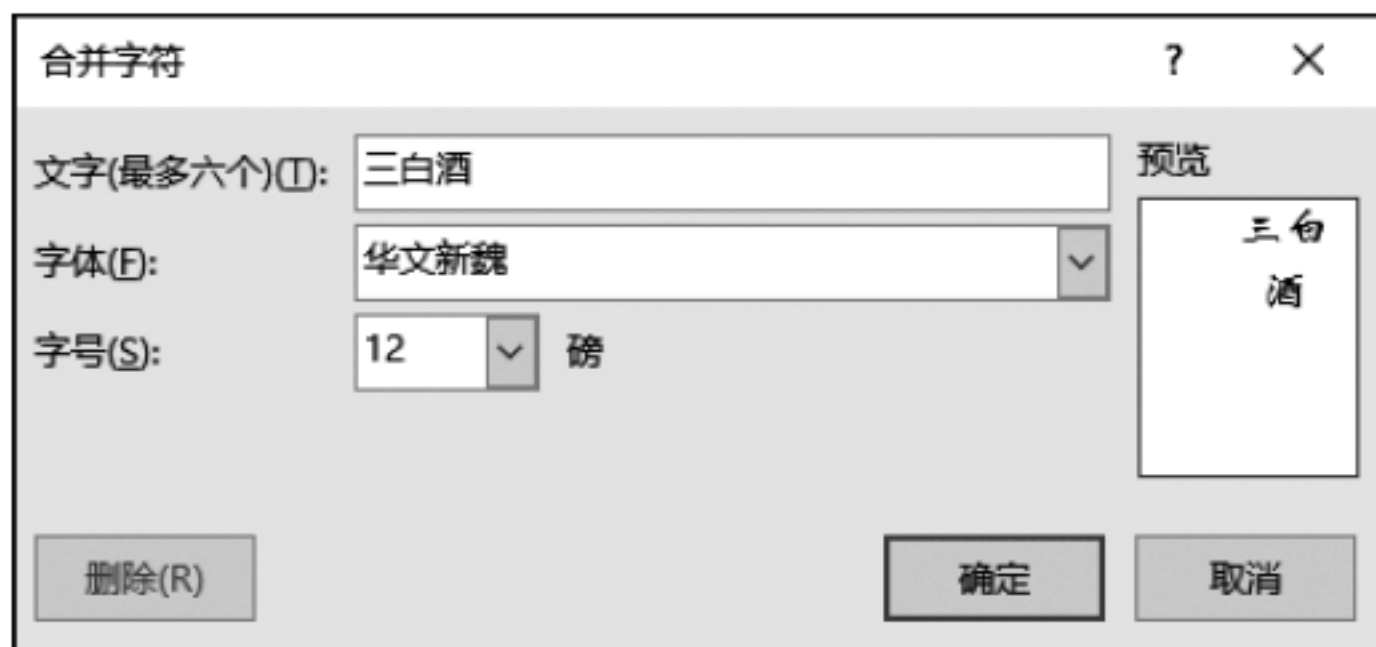 合并字符 ?
文字(最多六个)(T): 三白酒 预览
三白
酒
字体(F): 华文新魏
字号(S): 12 磅
删除(R) 确定 取消